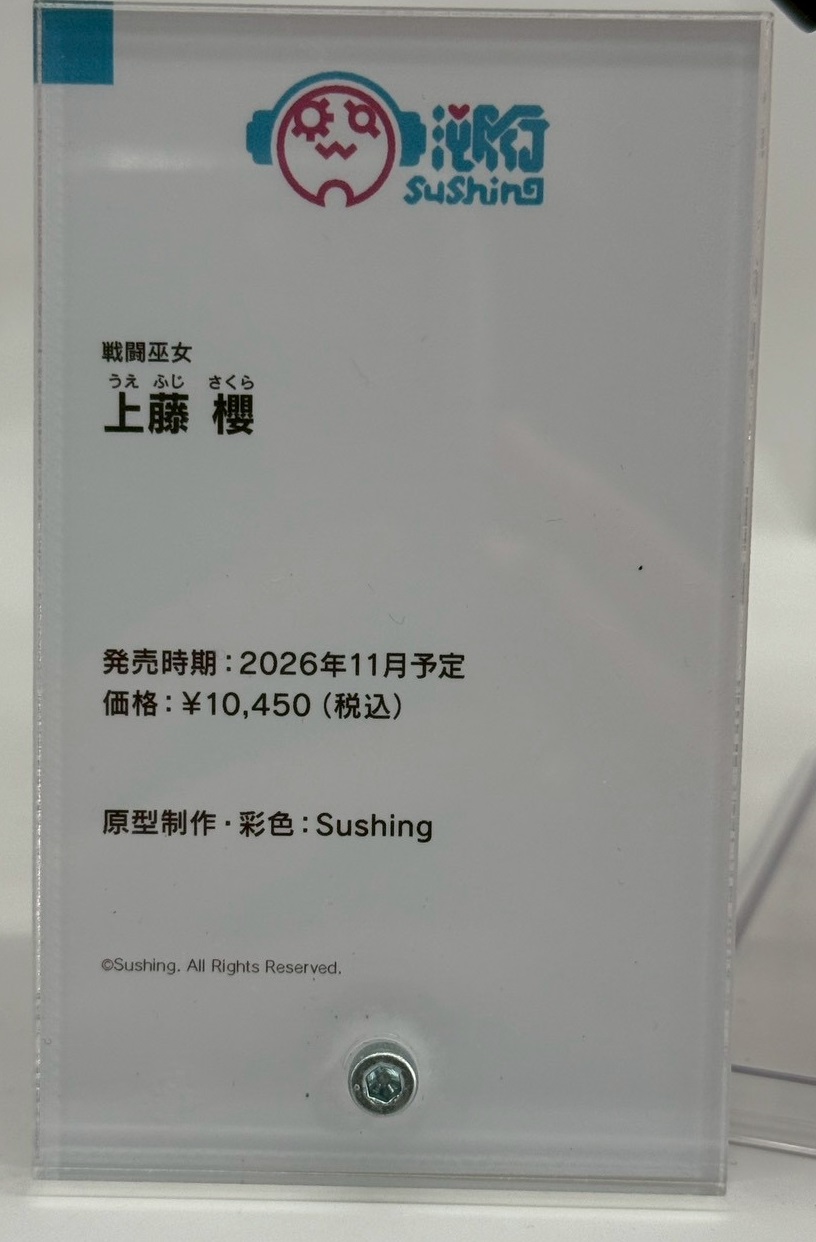 sushing
戦闘巫女
うえ ふじ さくら
上藤 櫻
発売時期：2026年11月予定
価格：¥10,450（税込）
原型制作・彩色：Sushing
©Sushing. All Rights Reserved.